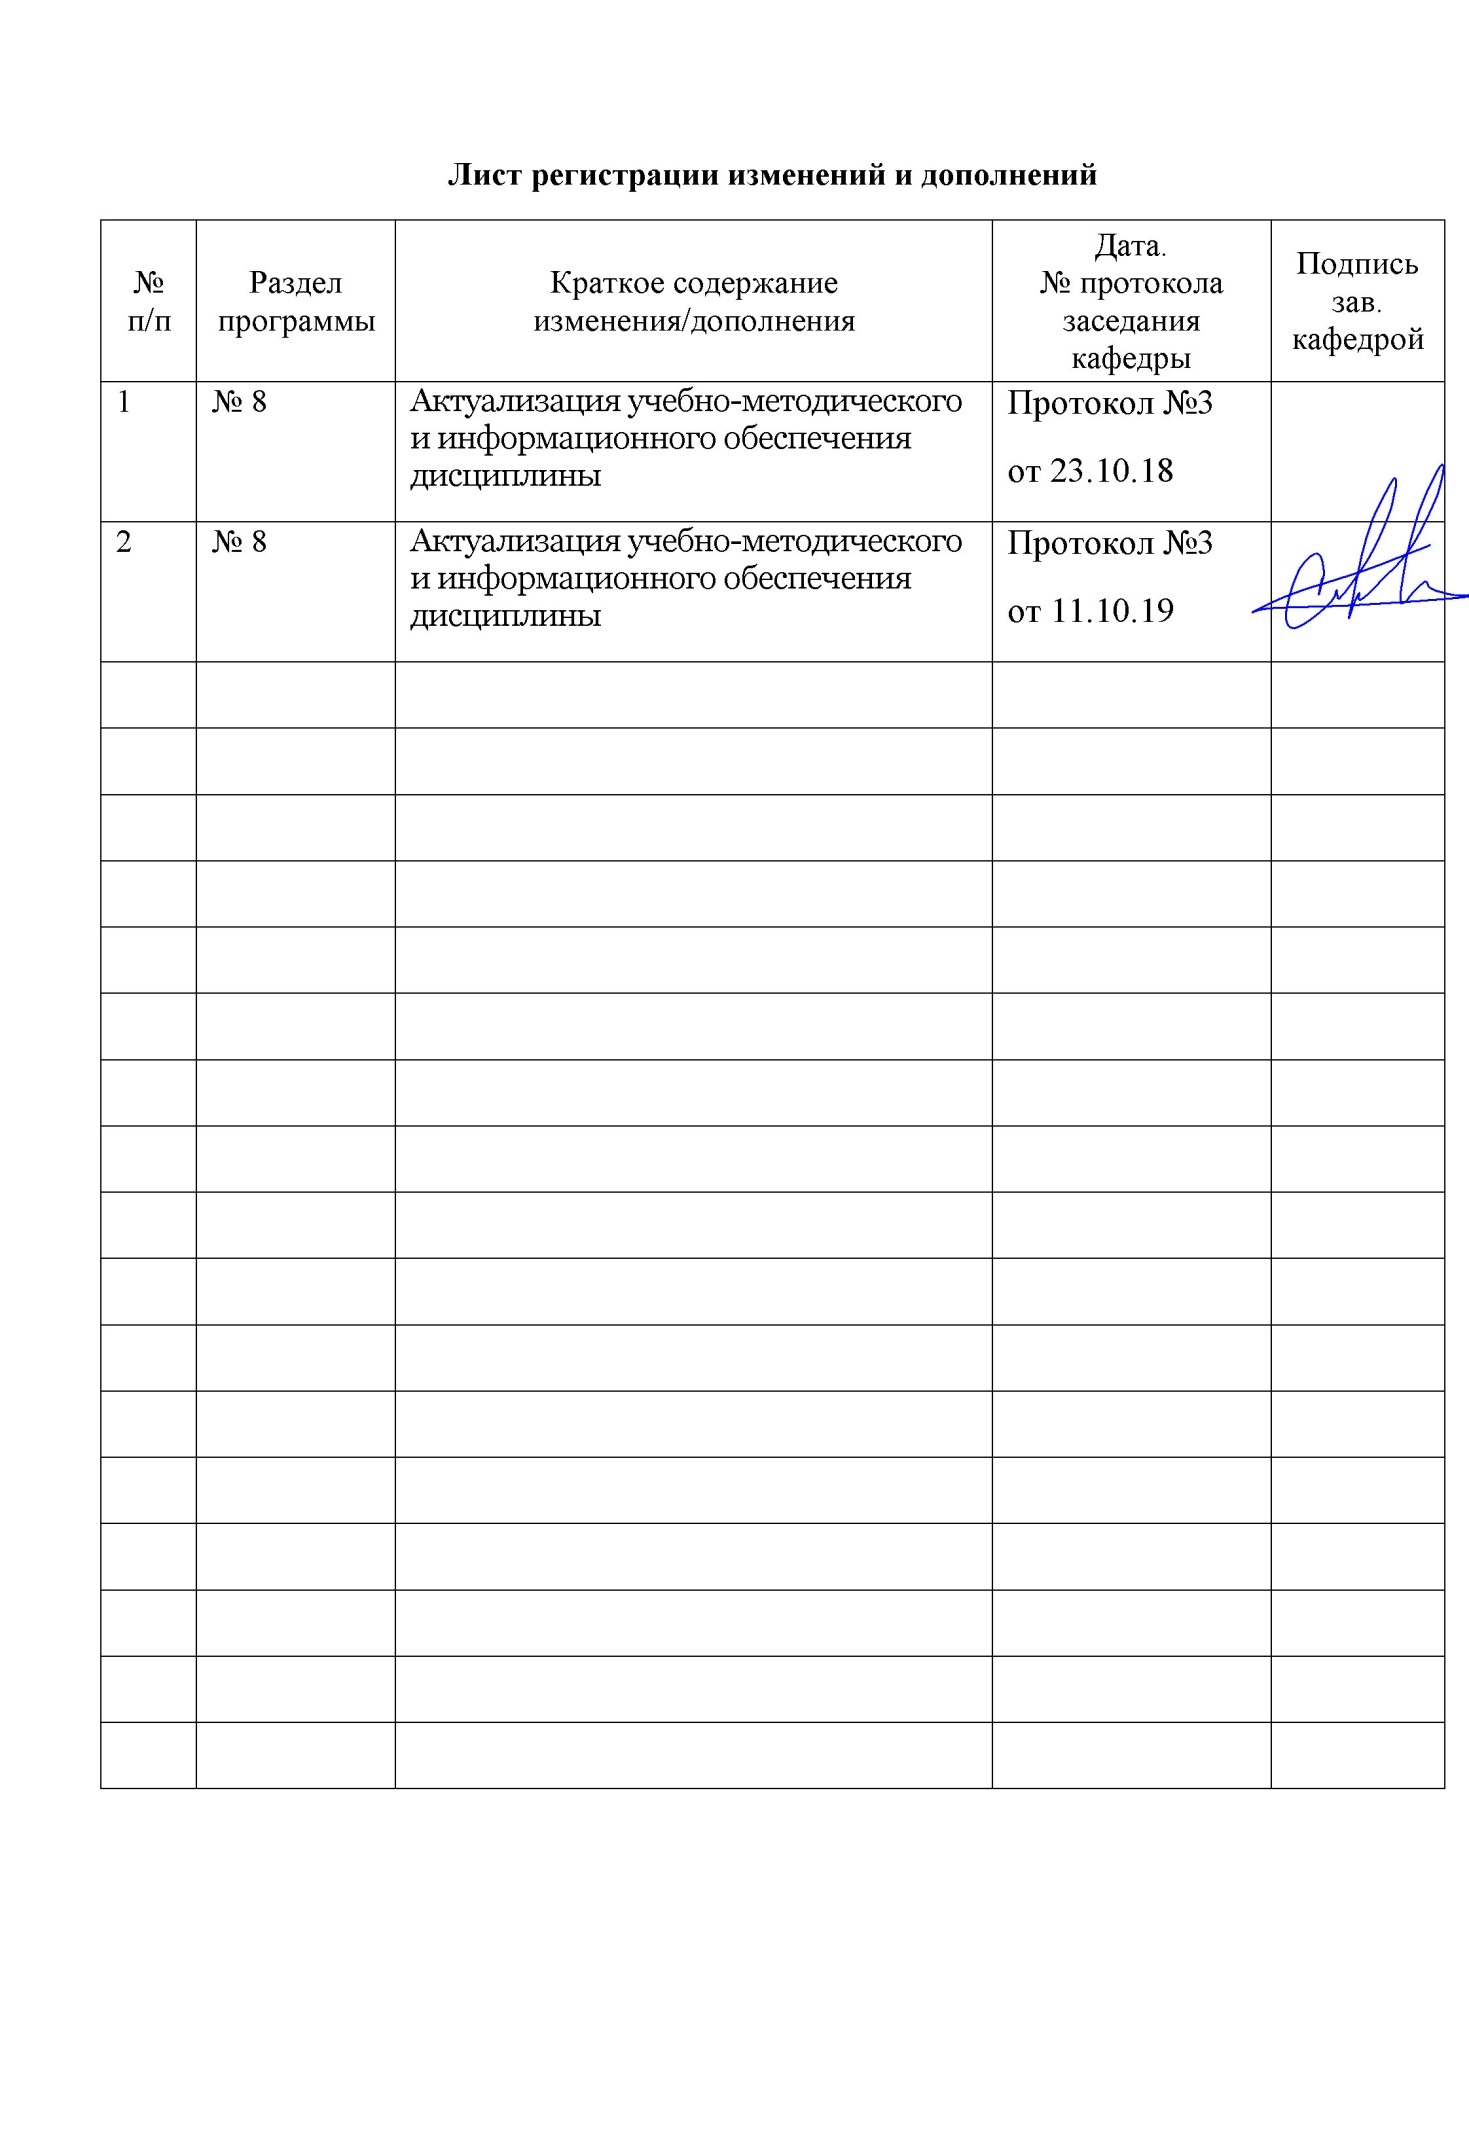 Лист регистрации изменений и дополнений
№
п/п
Раздел
программы
Краткое содержание
изменения/дополнения
Дата.
№ протокола
заседания
кафедры
Подпись
зав.
кафедрой
1
№ 8
Актуализация учебно-методического
и информационного обеспечения
дисциплины
Протокол №3
от 23.10.18
2
№ 8
Актуализация учебно-методического
и информационного обеспечения
дисциплины
Протокол №3
от 11.10.19